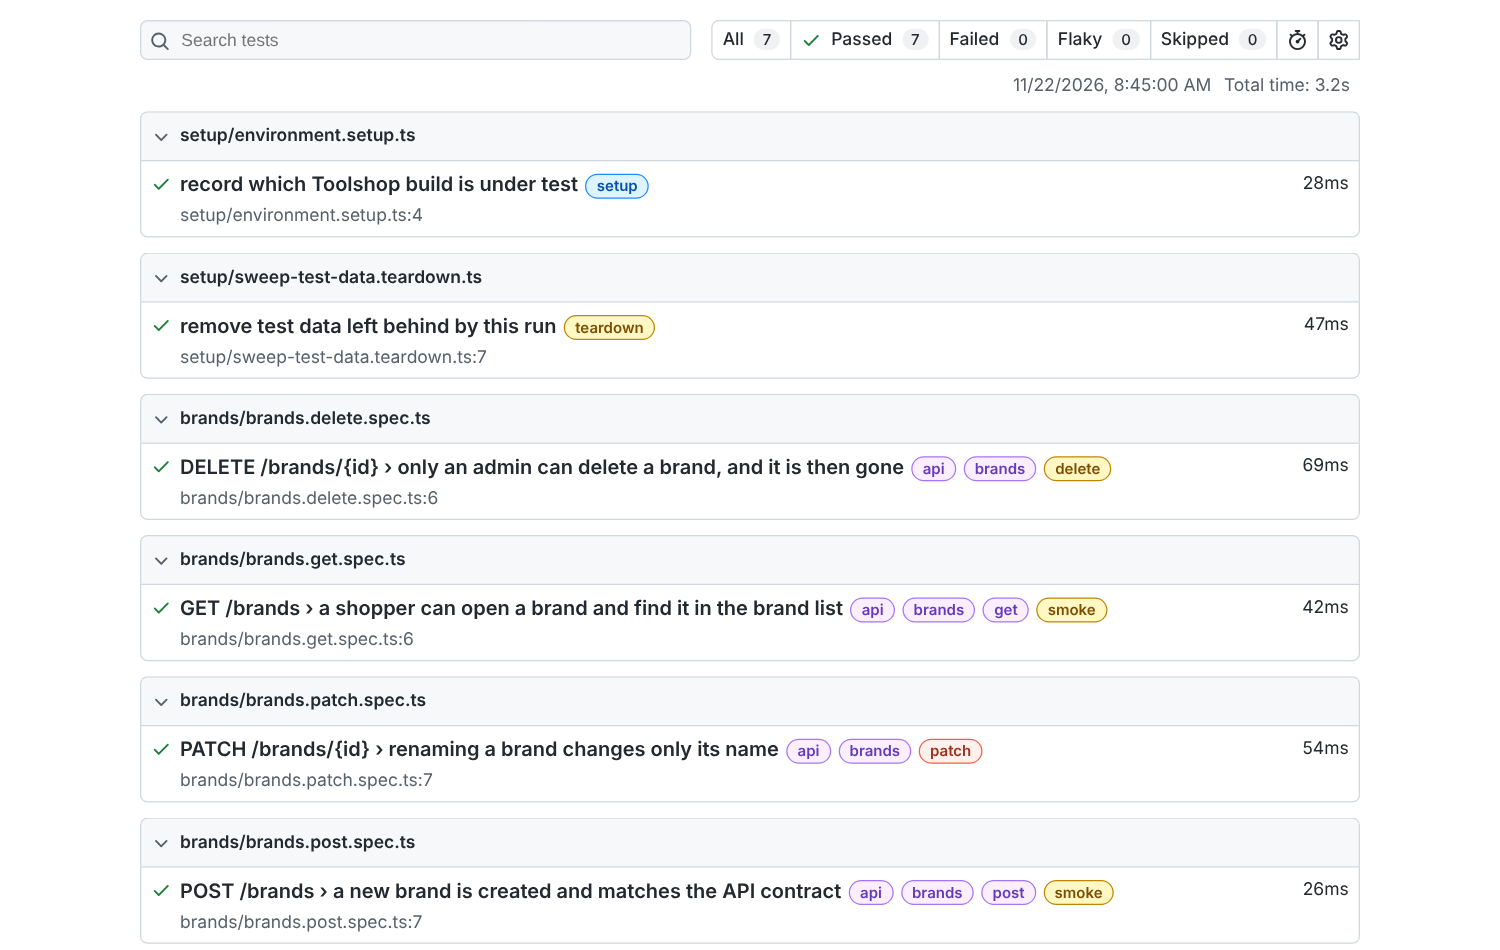 Search tests
All 7 Passed 7 Failed 0 Flaky 0 Skipped 0
11/22/2026, 8:45:00 AM Total time: 3.2s
setup/environment.setup.ts
record which Toolshop build is under test setup 28ms
setup/environment.setup.ts:4
setup/sweep-test-data.teardown.ts
remove test data left behind by this run teardown 47ms
setup/sweep-test-data.teardown.ts:7
brands/brands.delete.spec.ts
DELETE /brands/{id} › only an admin can delete a brand, and it is then gone api brands delete 69ms
brands/brands.delete.spec.ts:6
brands/brands.get.spec.ts
GET /brands › a shopper can open a brand and find it in the brand list api brands get smoke 42ms
brands/brands.get.spec.ts:6
brands/brands.patch.spec.ts
PATCH /brands/{id} › renaming a brand changes only its name api brands patch 54ms
brands/brands.patch.spec.ts:7
brands/brands.post.spec.ts
POST /brands › a new brand is created and matches the API contract api brands post smoke 26ms
brands/brands.post.spec.ts:7